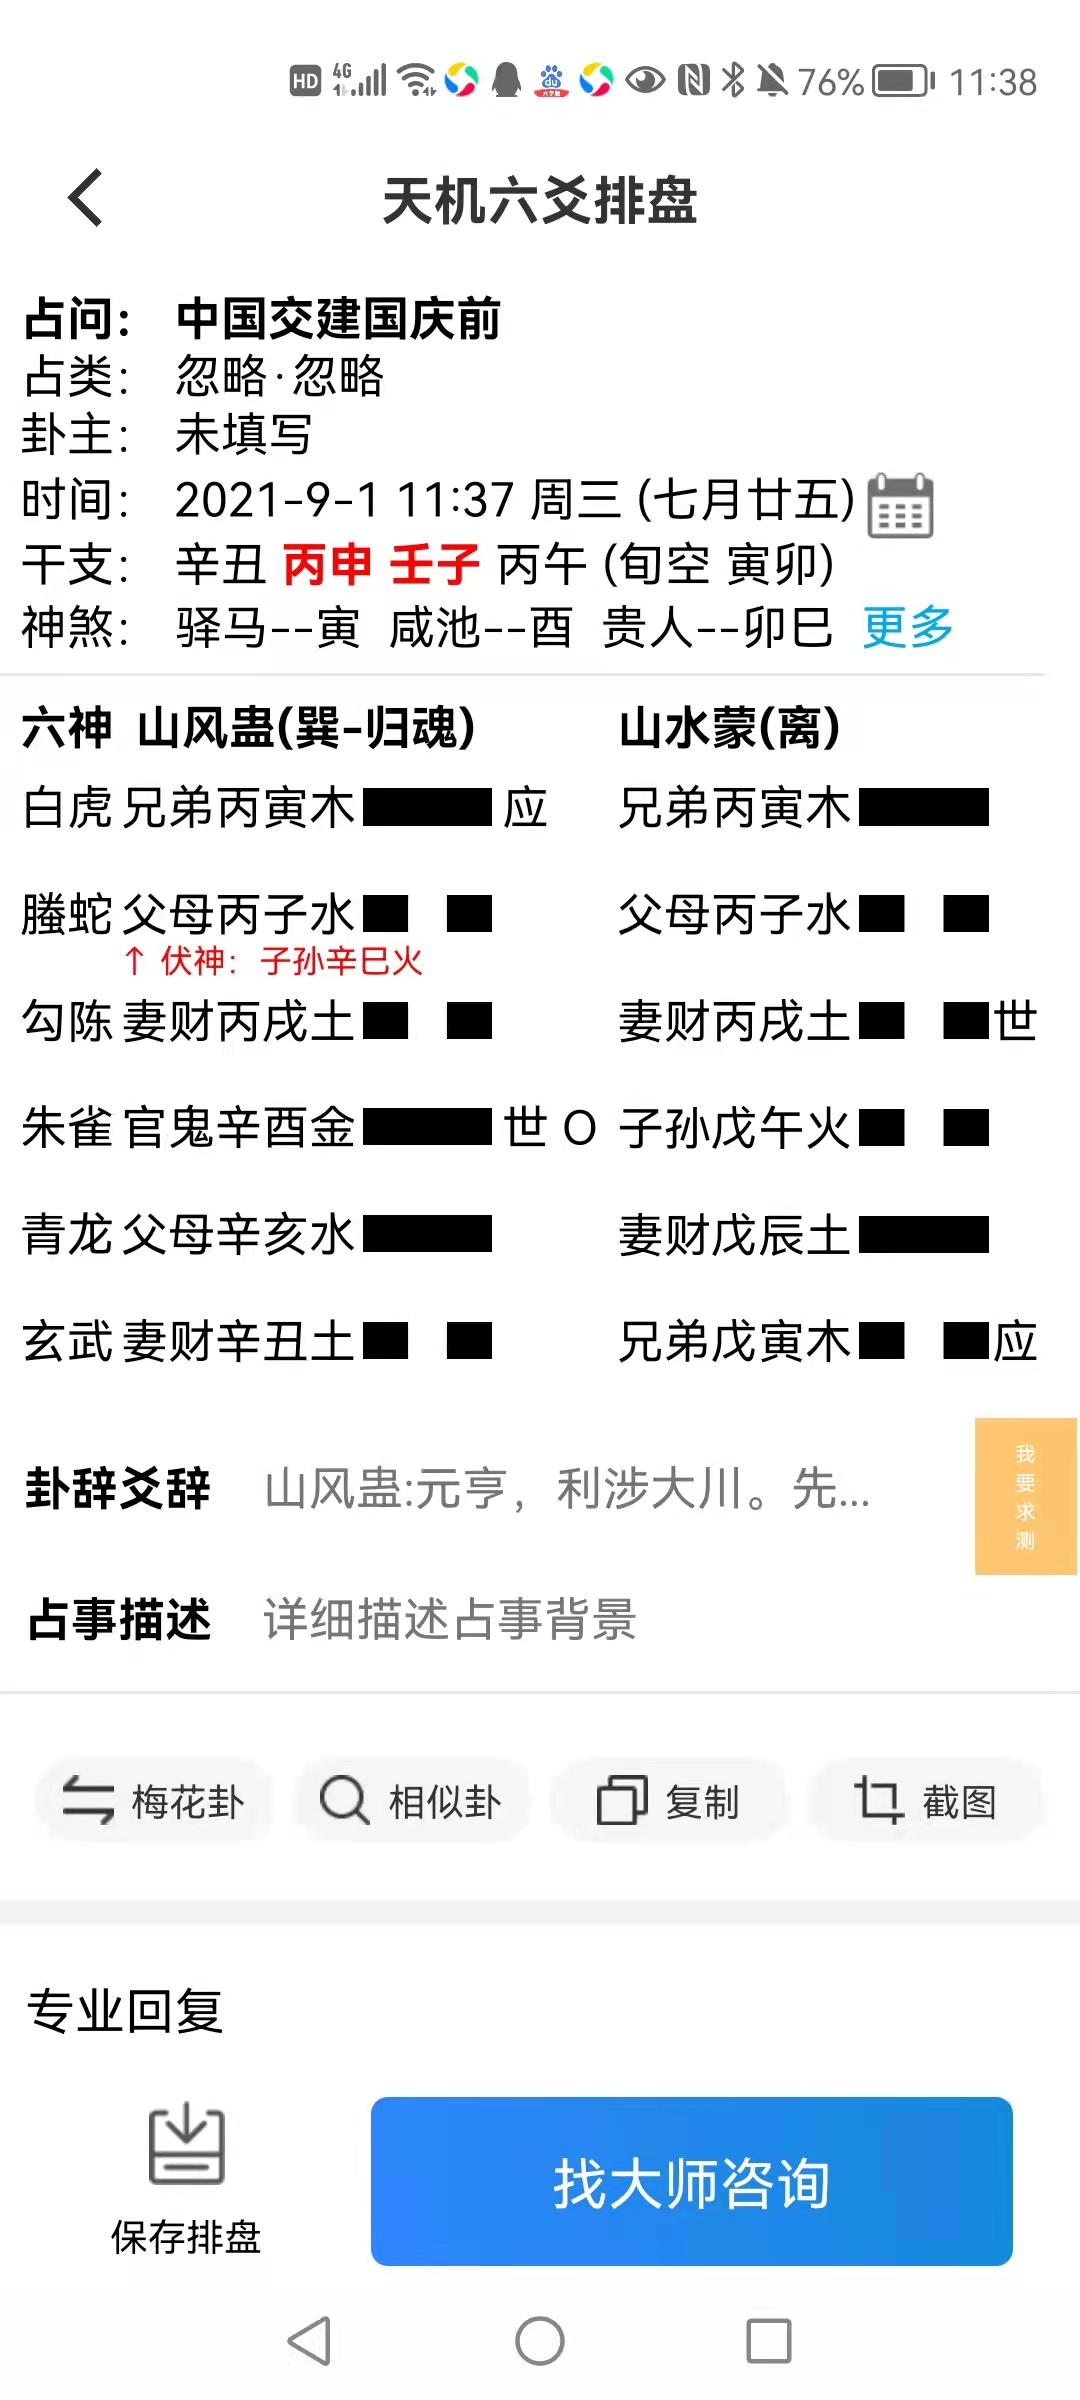 HD 4G 76% 11:38
天机六爻排盘
占问： 中国交建国庆前
占类： 忽略·忽略
卦主： 未填写
时间： 2021-9-1 11:37 周三 (七月廿五)
干支： 辛丑 丙申 壬子 丙午 (旬空 寅卯)
神煞： 驿马--寅 咸池--酉 贵人--卯巳 更多
六神 山风蛊(巽-归魂) 山水蒙(离)
白虎 兄弟丙寅木 应 兄弟丙寅木
螣蛇 父母丙子水 父母丙子水
↑ 伏神：子孙辛巳火
勾陈 妻财丙戌土 妻财丙戌土 世
朱雀 官鬼辛酉金 世 O 子孙戊午火
青龙 父母辛亥水 妻财戊辰土
玄武 妻财辛丑土 兄弟戊寅木 应
卦辞爻辞 山风蛊:元亨，利涉大川。先...
我要求测
占事描述 详细描述占事背景
梅花卦 相似卦 复制 截图
专业回复
保存排盘 找大师咨询